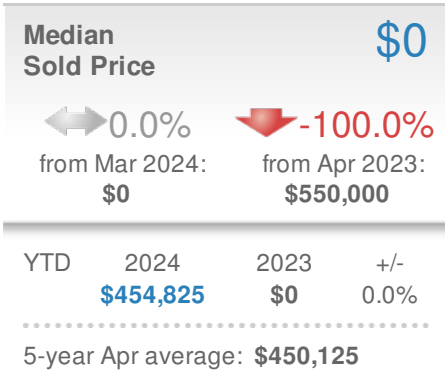 Median
Sold Price
$0
0.0%
from Mar 2024:
$0
-100.0%
from Apr 2023:
$550,000
YTD 2024 2023 +/-
$454,825 $0 0.0%
5-year Apr average: $450,125